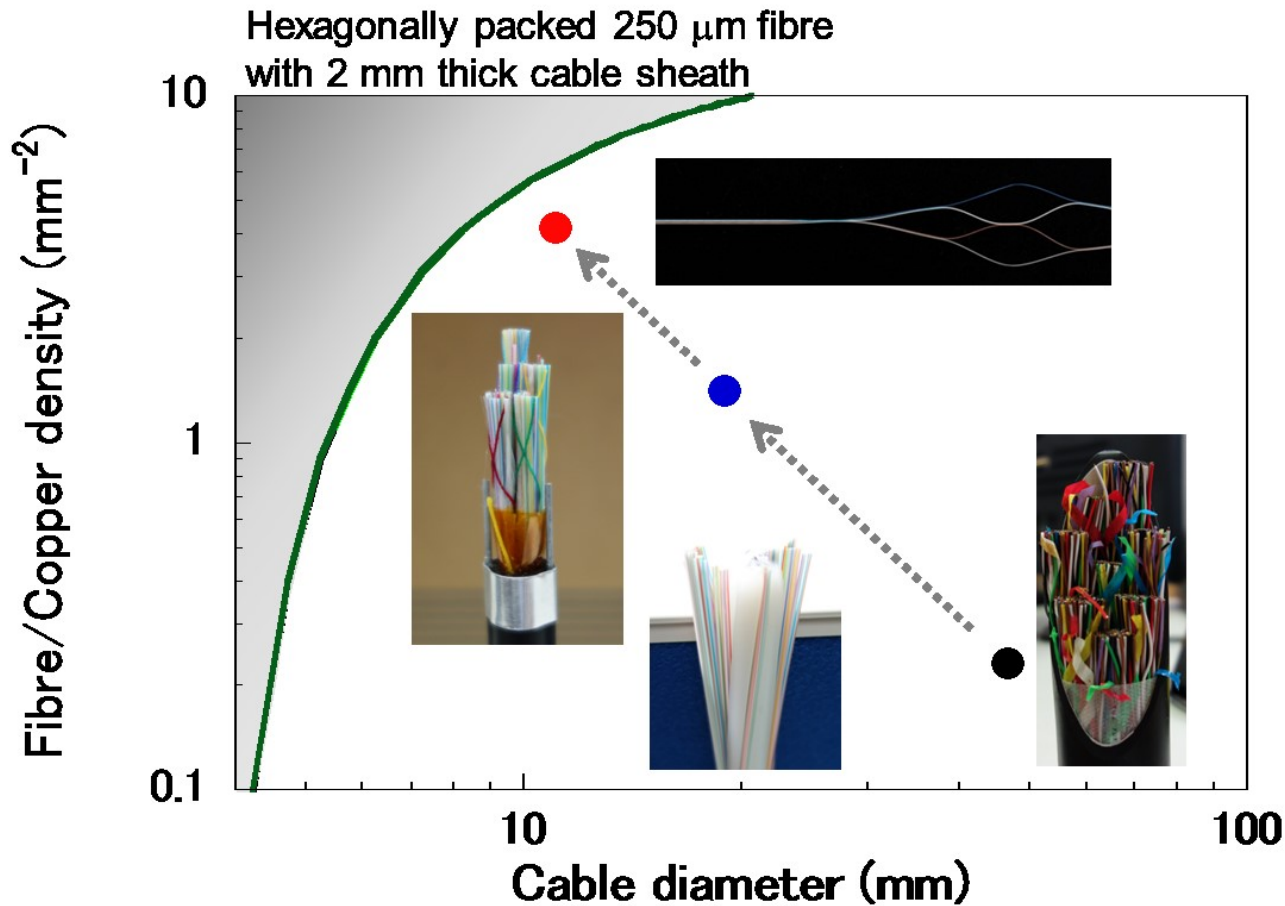 Hexagonally packed 250 μm fibre
with 2 mm thick cable sheath
10
1
0.1
Fibre/Copper density (mm⁻²)
10
100
Cable diameter (mm)